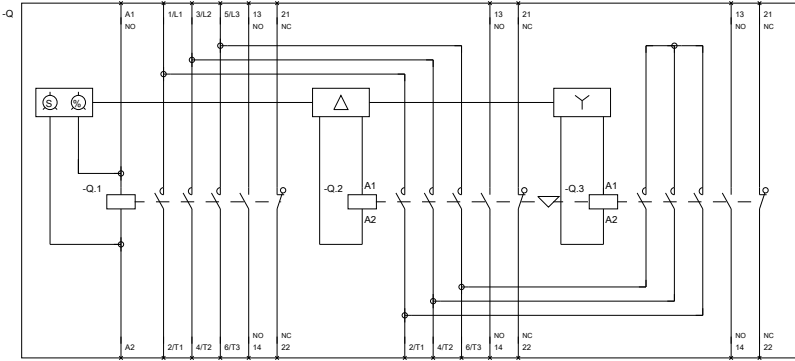 -Q A1 1/L1 3/L2 5/L3 13 21 13 21 13 21
NO NO NC NO NC NO NC
S %
-Q.1 -Q.2 A1 -Q.3 A1
A2 A2
NO NC NO NC NO NC
A2 2/T1 4/T2 6/T3 14 22 2/T1 4/T2 6/T3 14 22 14 22